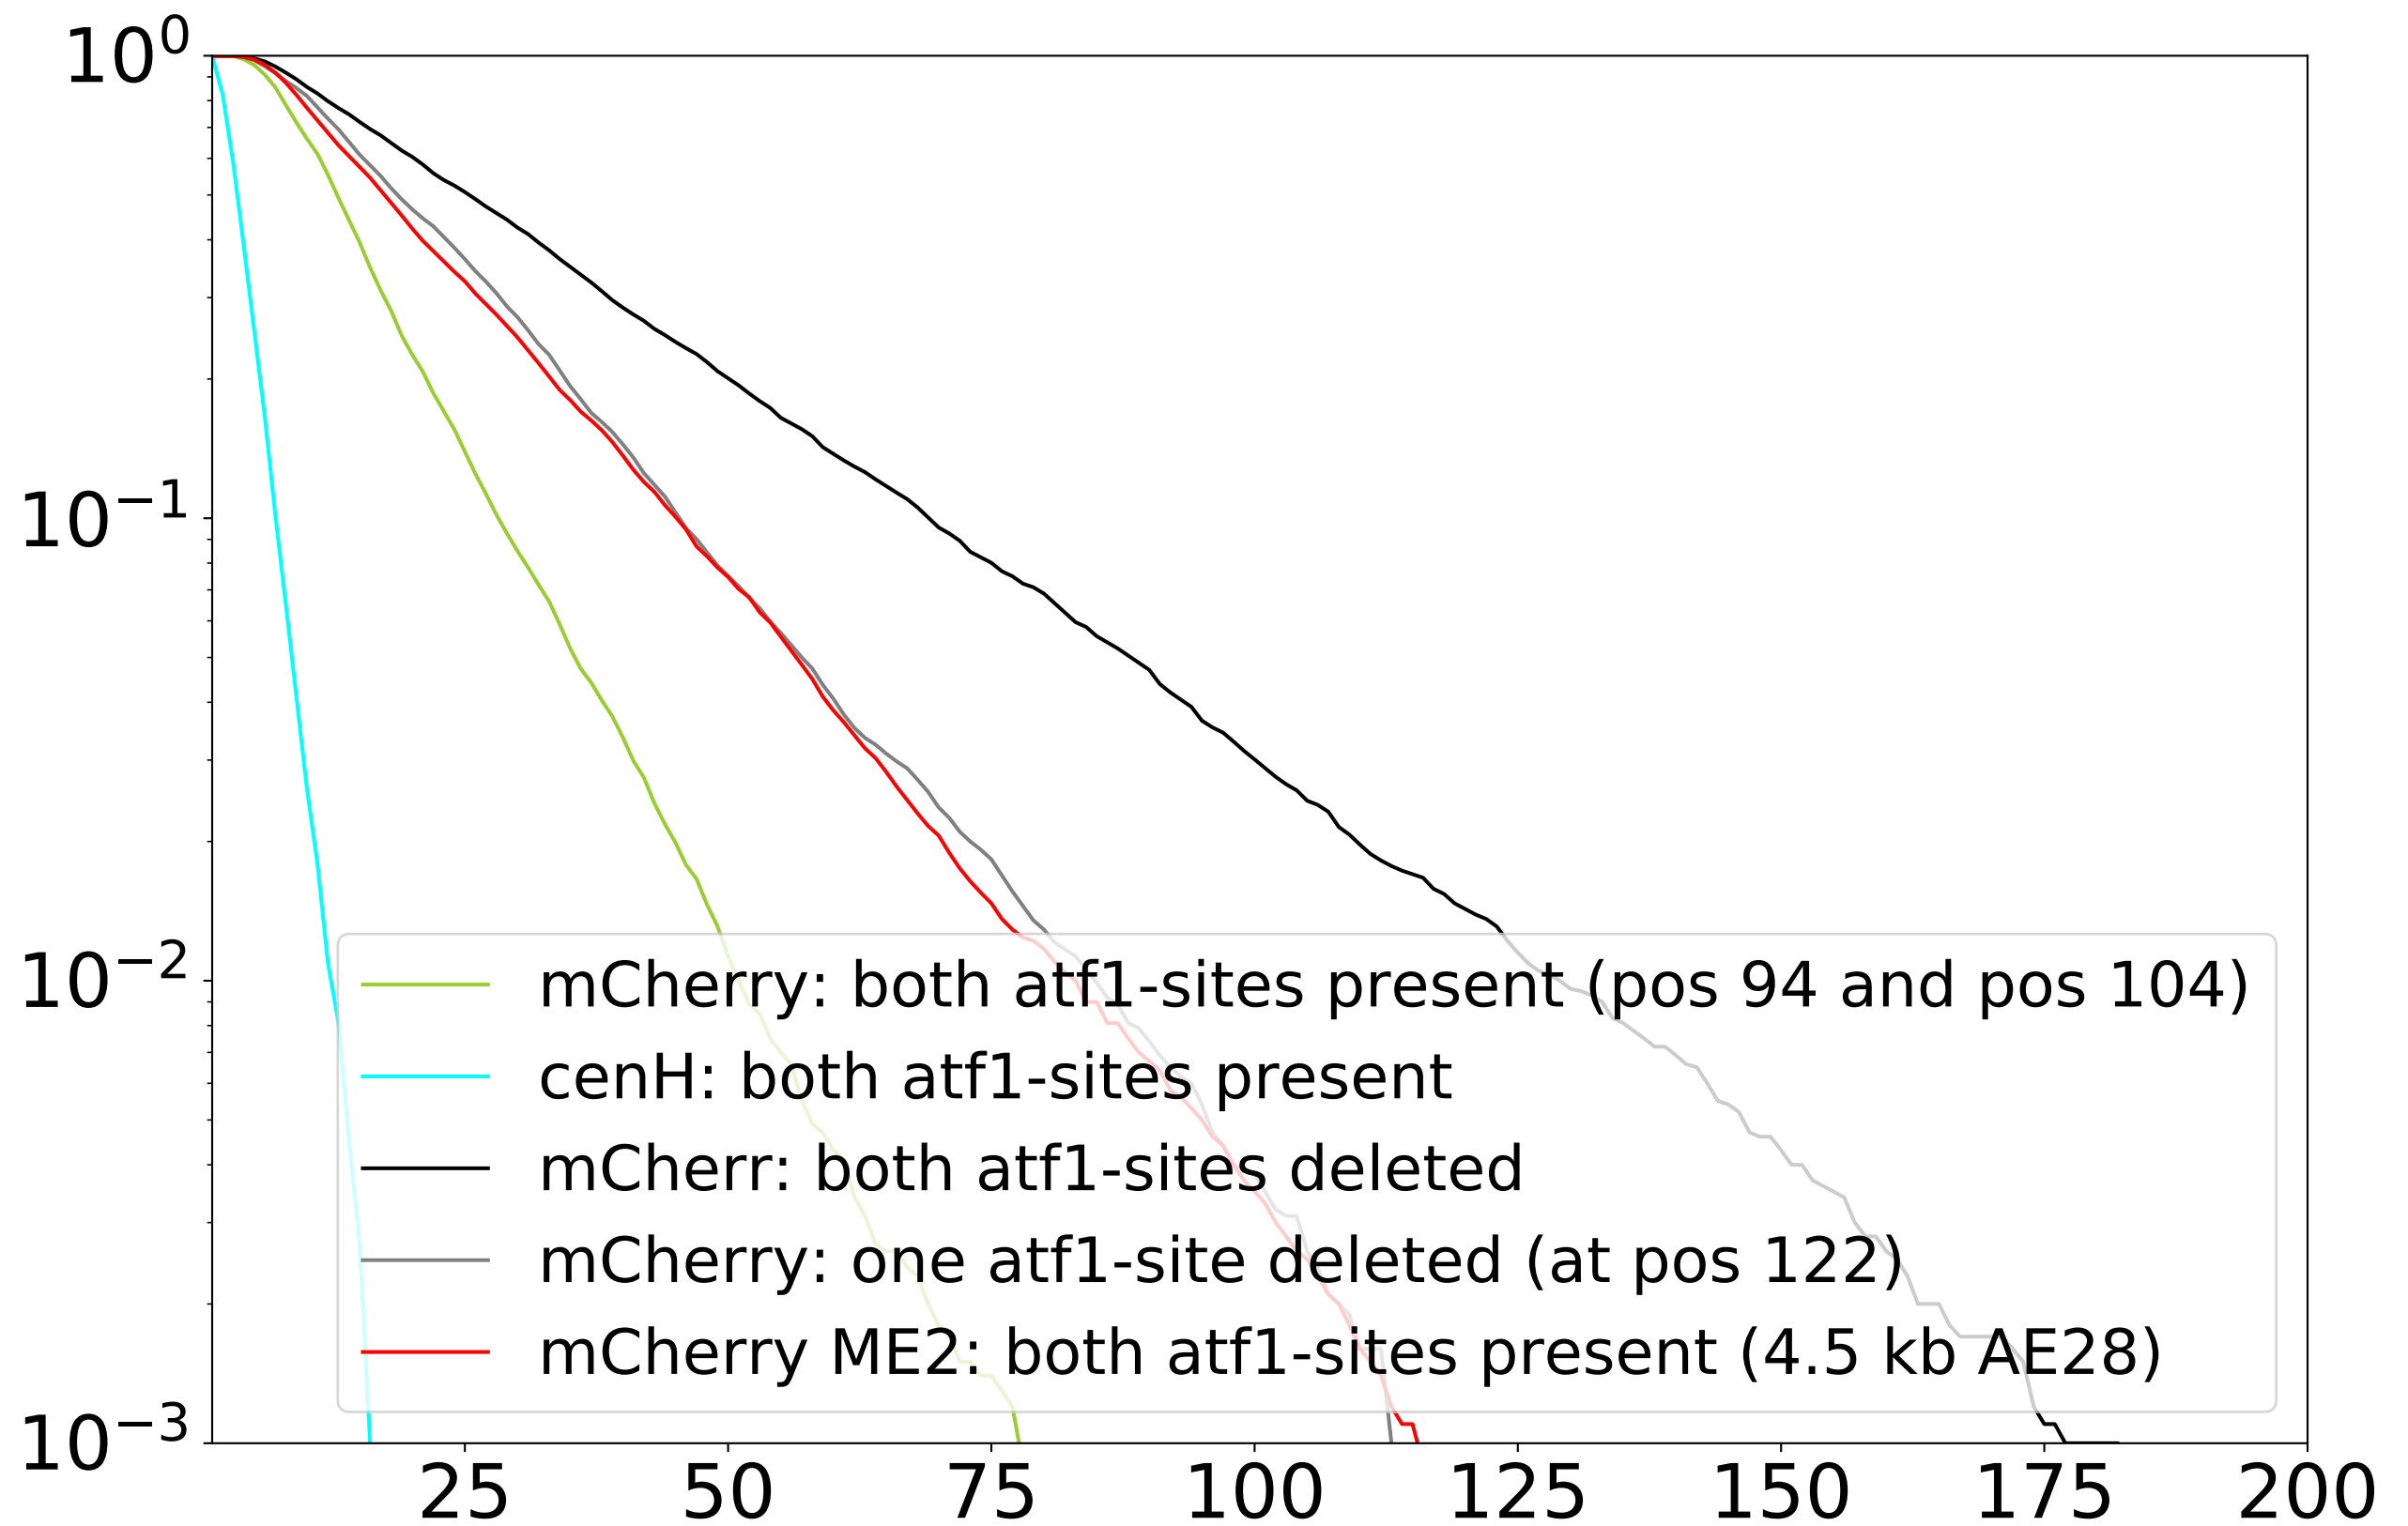 10⁰
10⁻¹
10⁻²
10⁻³
mCherry: both atf1-sites present (pos 94 and pos 104)
cenH: both atf1-sites present
mCherr: both atf1-sites deleted
mCherry: one atf1-site deleted (at pos 122)
mCherry ME2: both atf1-sites present (4.5 kb AE28)
25 50 75 100 125 150 175 200